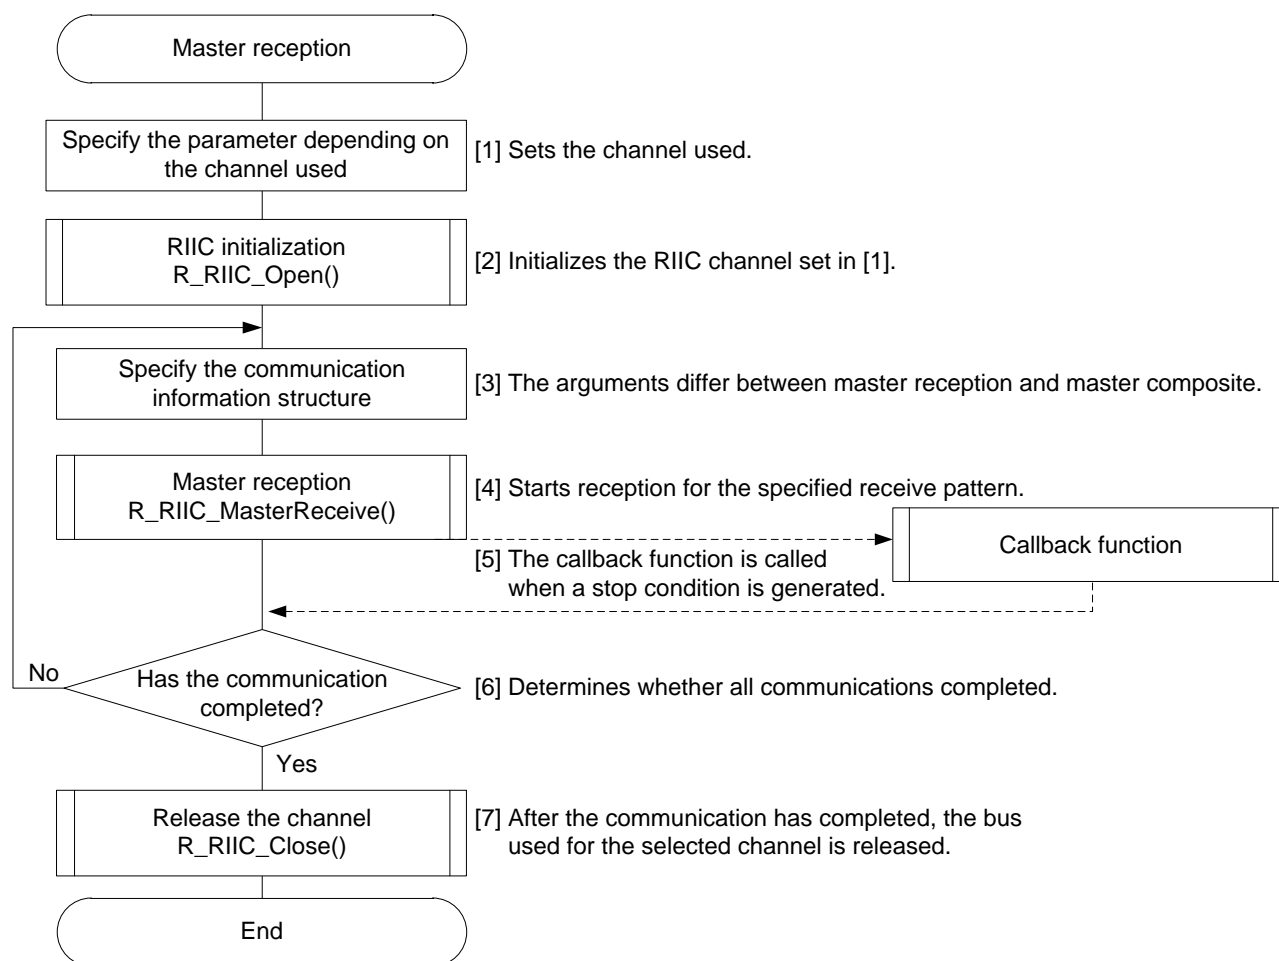 Master reception
Specify the parameter depending on
the channel used
[1] Sets the channel used.
RIIC initialization
R_RIIC_Open()
[2] Initializes the RIIC channel set in [1].
Specify the communication
information structure
[3] The arguments differ between master reception and master composite.
Master reception
R_RIIC_MasterReceive()
[4] Starts reception for the specified receive pattern.
Callback function
[5] The callback function is called
when a stop condition is generated.
No
Has the communication
completed?
[6] Determines whether all communications completed.
Yes
Release the channel
R_RIIC_Close()
[7] After the communication has completed, the bus
used for the selected channel is released.
End